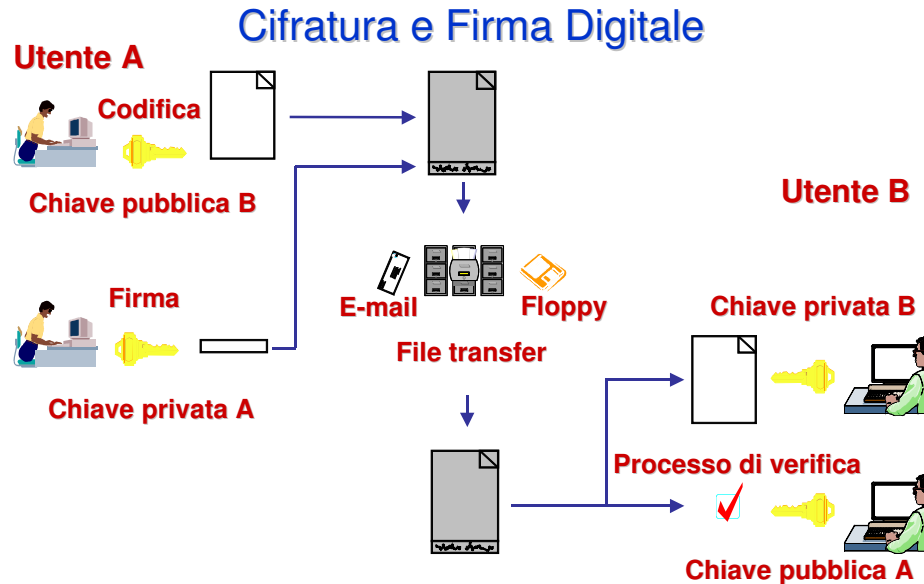 Cifratura e Firma Digitale
Utente A
Codifica
Chiave pubblica B
Utente B
Firma
Chiave privata A
E-mail
Floppy
File transfer
Chiave privata B
Processo di verifica
Chiave pubblica A